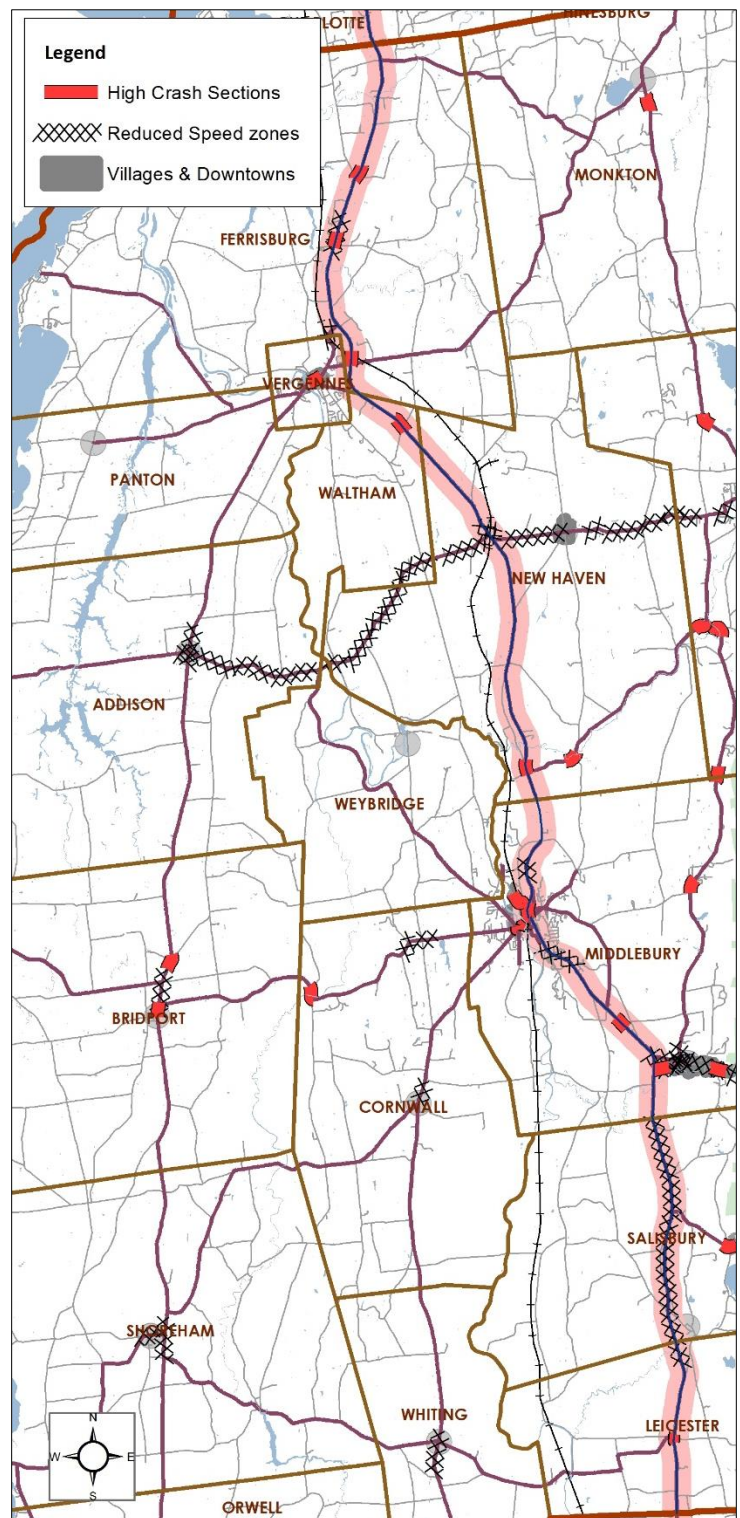 CHARLOTTE
HINESBURG
Legend
High Crash Sections
Reduced Speed zones
Villages & Downtowns
MONKTON
FERRISBURG
VERGENNES
PANTON
WALTHAM
NEW HAVEN
ADDISON
WEYBRIDGE
MIDDLEBURY
BRIDPORT
CORNWALL
SALISBURY
SHOREHAM
WHITING
LEICESTER
N
W
E
S
ORWELL